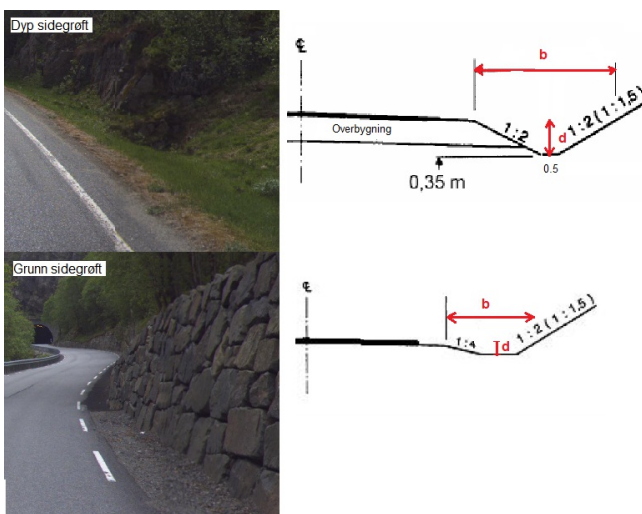 Dyp sidegrøft
℄
b
1:2
d
1:2(1:1,5)
Overbygning
0,35 m
0.5
Grunn sidegrøft
℄
b
1:4
d
1:2(1:1,5)